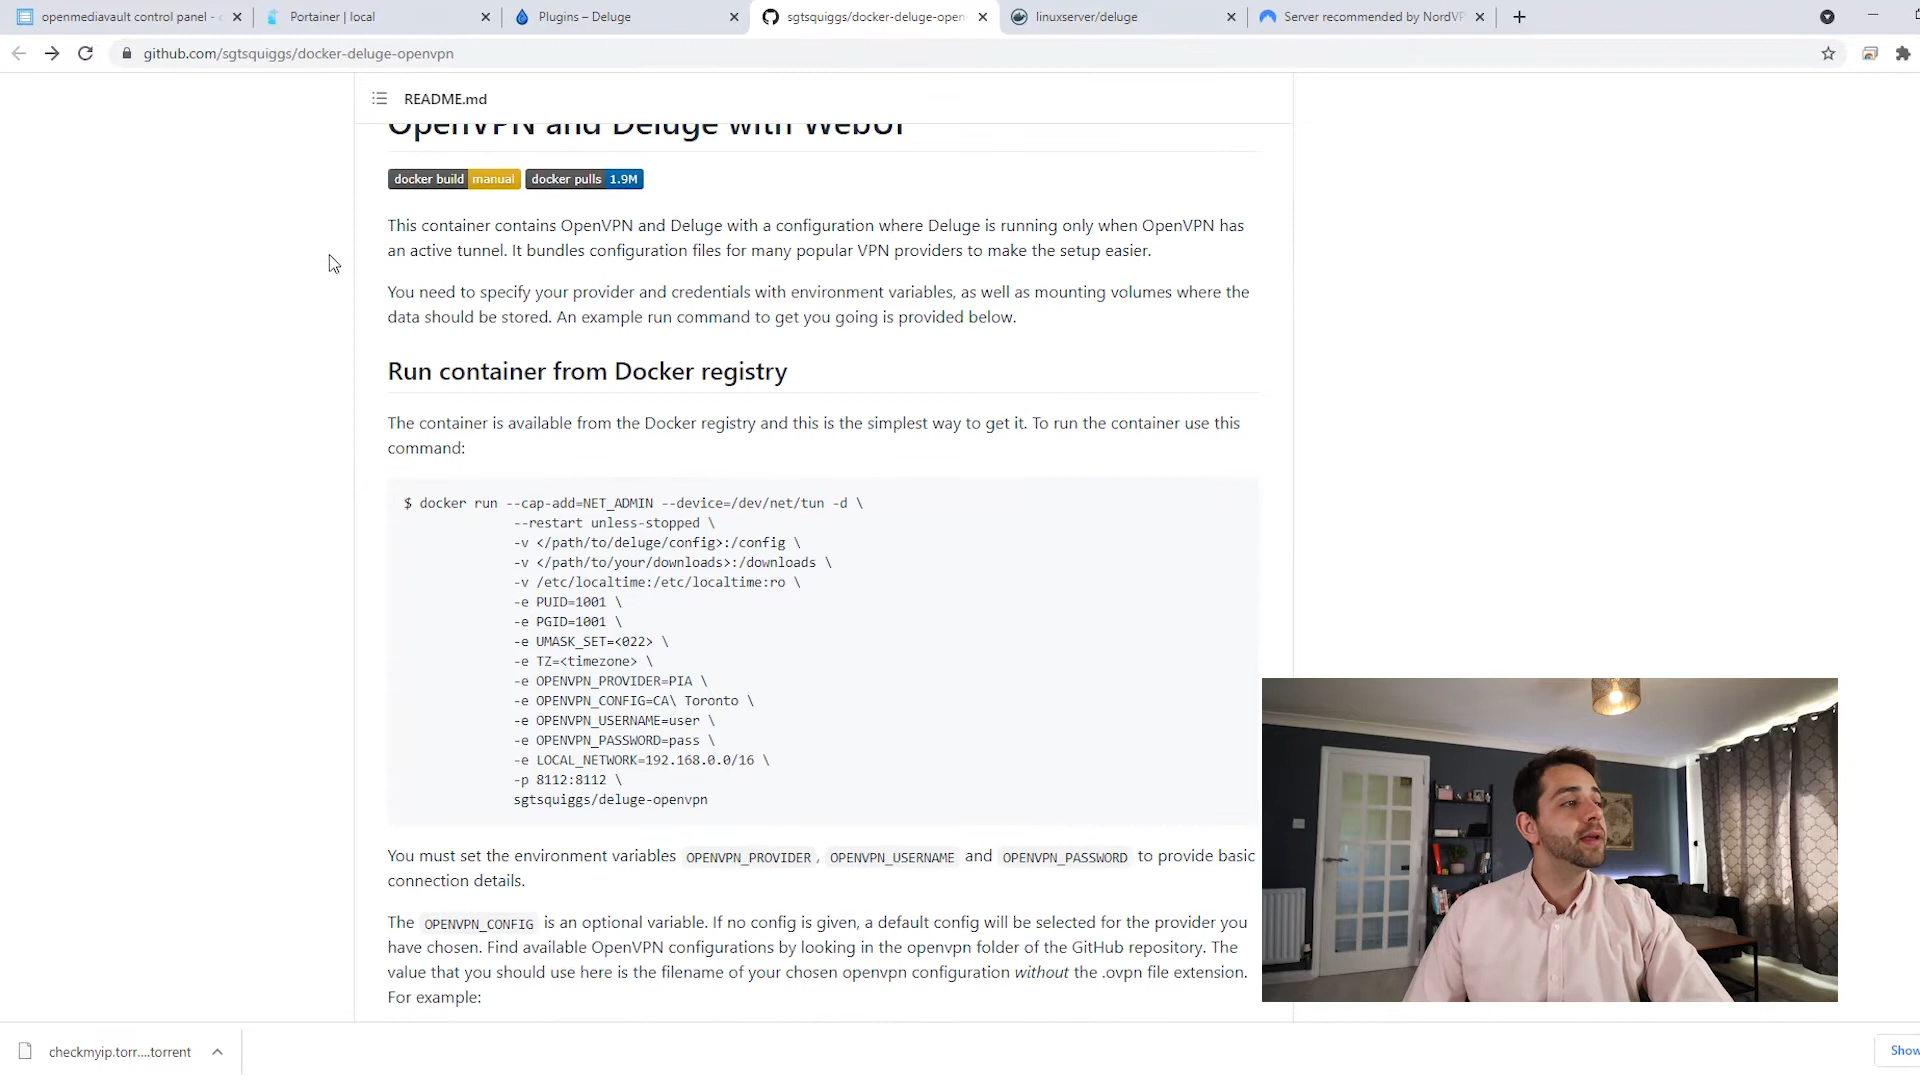 openmediavault control panel -
Portainer | local
Plugins – Deluge
sgtsquiggs/docker-deluge-open
linuxserver/deluge
Server recommended by NordVP
github.com/sgtsquiggs/docker-deluge-openvpn
README.md
OpenVPN and Deluge with WebUI
docker build manual docker pulls 1.9M
This container contains OpenVPN and Deluge with a configuration where Deluge is running only when OpenVPN has
an active tunnel. It bundles configuration files for many popular VPN providers to make the setup easier.
You need to specify your provider and credentials with environment variables, as well as mounting volumes where the
data should be stored. An example run command to get you going is provided below.
Run container from Docker registry
The container is available from the Docker registry and this is the simplest way to get it. To run the container use this
command:
$ docker run --cap-add=NET_ADMIN --device=/dev/net/tun -d \
--restart unless-stopped \
-v </path/to/deluge/config>:/config \
-v </path/to/your/downloads>:/downloads \
-v /etc/localtime:/etc/localtime:ro \
-e PUID=1001 \
-e PGID=1001 \
-e UMASK_SET=<022> \
-e TZ=<timezone> \
-e OPENVPN_PROVIDER=PIA \
-e OPENVPN_CONFIG=CA\ Toronto \
-e OPENVPN_USERNAME=user \
-e OPENVPN_PASSWORD=pass \
-e LOCAL_NETWORK=192.168.0.0/16 \
-p 8112:8112 \
sgtsquiggs/deluge-openvpn
You must set the environment variables OPENVPN_PROVIDER, OPENVPN_USERNAME and OPENVPN_PASSWORD to provide basic
connection details.
The OPENVPN_CONFIG is an optional variable. If no config is given, a default config will be selected for the provider you
have chosen. Find available OpenVPN configurations by looking in the openvpn folder of the GitHub repository. The
value that you should use here is the filename of your chosen openvpn configuration without the .ovpn file extension.
For example:
checkmyip.torr....torrent
Show